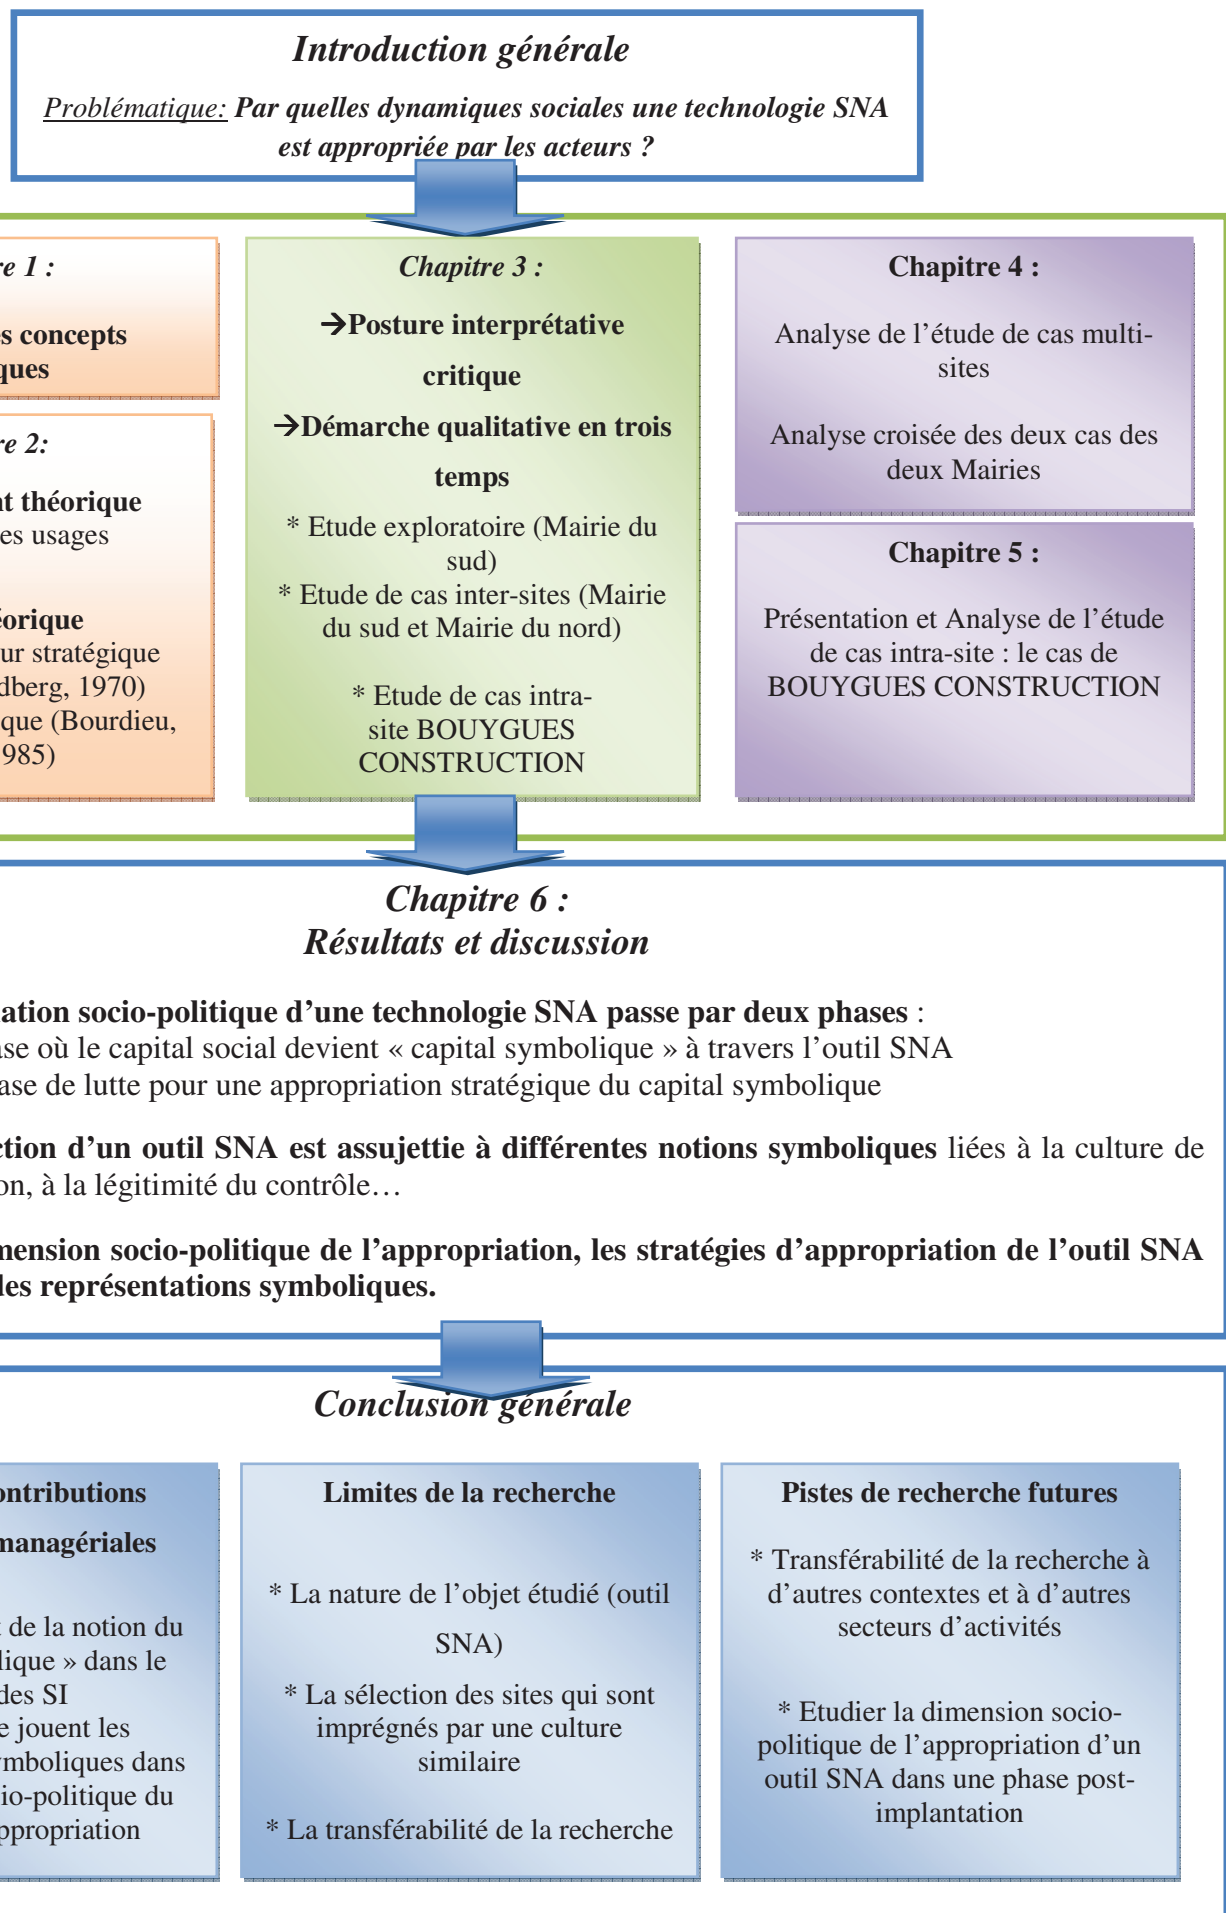 Introduction générale
Problématique: Par quelles dynamiques sociales une technologie SNA
est appropriée par les acteurs ?
re 1 :
es concepts
ques
re 2:
nt théorique
es usages
éorique
ur stratégique
dberg, 1970)
que (Bourdieu,
985)
Chapitre 3 :
→Posture interprétative
critique
→Démarche qualitative en trois
temps
* Etude exploratoire (Mairie du
sud)
* Etude de cas inter-sites (Mairie
du sud et Mairie du nord)
* Etude de cas intra-
site BOUYGUES
CONSTRUCTION
Chapitre 4 :
Analyse de l’étude de cas multi-
sites
Analyse croisée des deux cas des
deux Mairies
Chapitre 5 :
Présentation et Analyse de l’étude
de cas intra-site : le cas de
BOUYGUES CONSTRUCTION
Chapitre 6 :
Résultats et discussion
ation socio-politique d’une technologie SNA passe par deux phases :
ase où le capital social devient « capital symbolique » à travers l’outil SNA
ase de lutte pour une appropriation stratégique du capital symbolique
ction d’un outil SNA est assujettie à différentes notions symboliques liées à la culture de
on, à la légitimité du contrôle…
mension socio-politique de l’appropriation, les stratégies d’appropriation de l’outil SNA
des représentations symboliques.
Conclusion générale
ontributions
managériales
t de la notion du
lique » dans le
des SI
e jouent les
ymboliques dans
io-politique du
ppropriation
Limites de la recherche
* La nature de l’objet étudié (outil
SNA)
* La sélection des sites qui sont
imprégnés par une culture
similaire
* La transférabilité de la recherche
Pistes de recherche futures
* Transférabilité de la recherche à
d’autres contextes et à d’autres
secteurs d’activités
* Etudier la dimension socio-
politique de l’appropriation d’un
outil SNA dans une phase post-
implantation